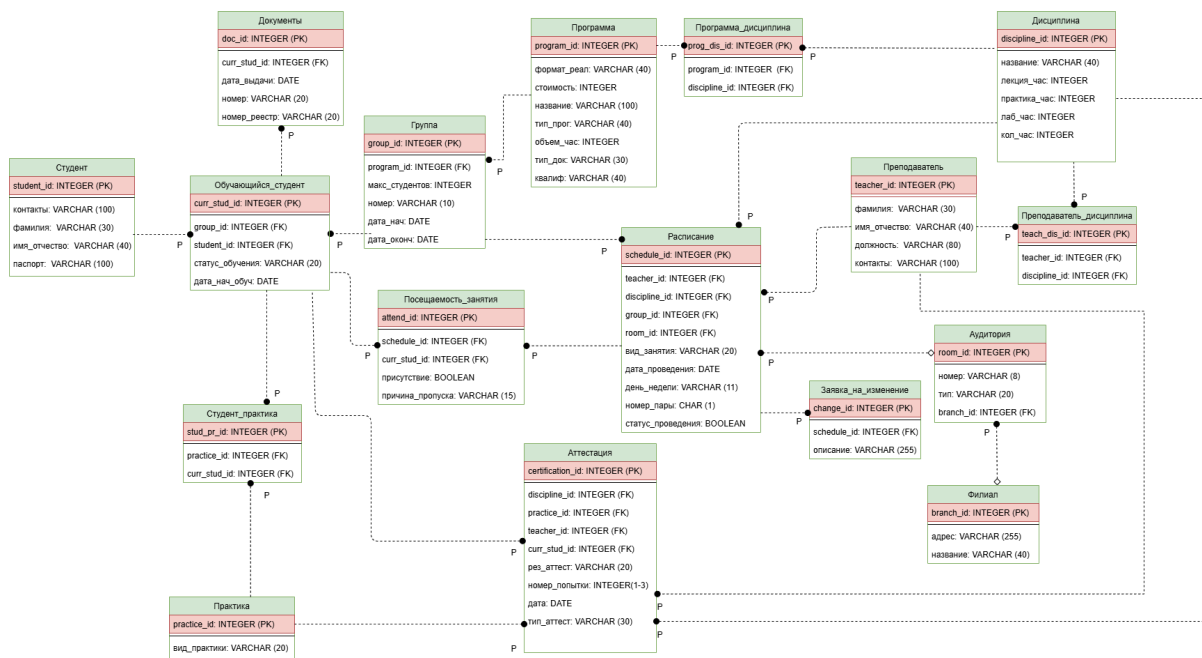 Документы
doc_id: INTEGER (PK)
curr_stud_id: INTEGER (FK)
дата_выдачи: DATE
номер: VARCHAR (20)
номер_реестр: VARCHAR (20)
P
Программа
program_id: INTEGER (PK)
формат_реал: VARCHAR (40)
стоимость: INTEGER
название: VARCHAR (100)
тип_прог: VARCHAR (40)
объем_час: INTEGER
тип_док: VARCHAR (30)
квалиф: VARCHAR (40)
P
Программа_дисциплина
prog_dis_id: INTEGER (PK)
program_id: INTEGER (FK)
discipline_id: INTEGER (FK)
P
Дисциплина
discipline_id: INTEGER (PK)
название: VARCHAR (40)
лекция_час: INTEGER
практика_час: INTEGER
лаб_час: INTEGER
кол_час: INTEGER
P
Группа
group_id: INTEGER (PK)
program_id: INTEGER (FK)
макс_студентов: INTEGER
номер: VARCHAR (10)
дата_нач: DATE
дата_оконч: DATE
P
Студент
student_id: INTEGER (PK)
контакты: VARCHAR (100)
фамилия: VARCHAR (30)
имя_отчество: VARCHAR (40)
паспорт: VARCHAR (100)
P
Обучающийся_студент
curr_stud_id: INTEGER (PK)
group_id: INTEGER (FK)
student_id: INTEGER (FK)
статус_обучения: VARCHAR (20)
дата_нач_обуч: DATE
P
Преподаватель
teacher_id: INTEGER (PK)
фамилия: VARCHAR (30)
имя_отчество: VARCHAR (40)
должность: VARCHAR (80)
контакты: VARCHAR (100)
P
Преподаватель_дисциплина
teach_dis_id: INTEGER (PK)
teacher_id: INTEGER (FK)
discipline_id: INTEGER (FK)
P
P
Расписание
schedule_id: INTEGER (PK)
teacher_id: INTEGER (FK)
discipline_id: INTEGER (FK)
group_id: INTEGER (FK)
room_id: INTEGER (FK)
вид_занятия: VARCHAR (20)
дата_проведения: DATE
день_недели: VARCHAR (11)
номер_пары: CHAR (1)
статус_проведения: BOOLEAN
P
P
Посещаемость_занятия
attend_id: INTEGER (PK)
schedule_id: INTEGER (FK)
curr_stud_id: INTEGER (FK)
присутствие: BOOLEAN
причина_пропуска: VARCHAR (15)
P
P
Аудитория
room_id: INTEGER (PK)
номер: VARCHAR (8)
тип: VARCHAR (20)
branch_id: INTEGER (FK)
P
Заявка_на_изменение
change_id: INTEGER (PK)
schedule_id: INTEGER (FK)
описание: VARCHAR (255)
P
Студент_практика
stud_pr_id: INTEGER (PK)
practice_id: INTEGER (FK)
curr_stud_id: INTEGER (FK)
P
P
Аттестация
certification_id: INTEGER (PK)
discipline_id: INTEGER (FK)
practice_id: INTEGER (FK)
teacher_id: INTEGER (FK)
curr_stud_id: INTEGER (FK)
рез_аттест: VARCHAR (20)
номер_попытки: INTEGER(1-3)
дата: DATE
тип_аттест: VARCHAR (30)
P
P
P
P
Филиал
branch_id: INTEGER (PK)
адрес: VARCHAR (255)
название: VARCHAR (40)
Практика
practice_id: INTEGER (PK)
вид_практики: VARCHAR (20)